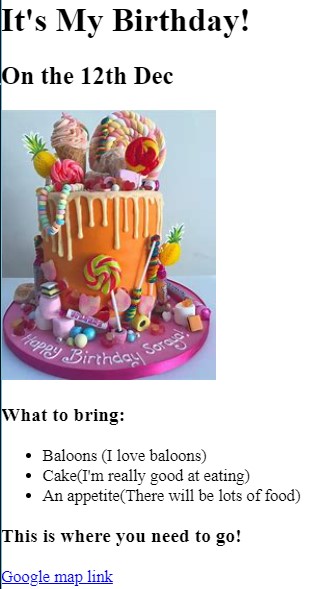 It's My Birthday!
On the 12th Dec
Happy Birthday Soraya!
What to bring:
Baloons (I love baloons)
Cake(I'm really good at eating)
An appetite(There will be lots of food)
This is where you need to go!
Google map link